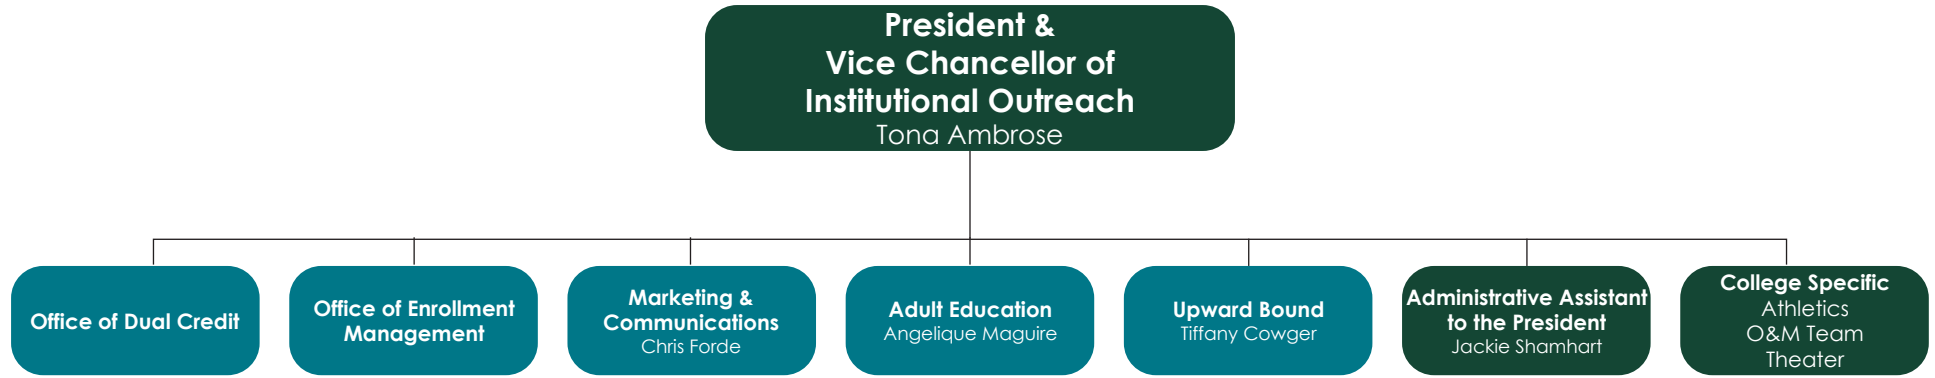 President &
Vice Chancellor of
Institutional Outreach
Tona Ambrose
Office of Dual Credit
Office of Enrollment
Management
Marketing &
Communications
Chris Forde
Adult Education
Angelique Maguire
Upward Bound
Tiffany Cowger
Administrative Assistant
to the President
Jackie Shamhart
College Specific
Athletics
O&M Team
Theater